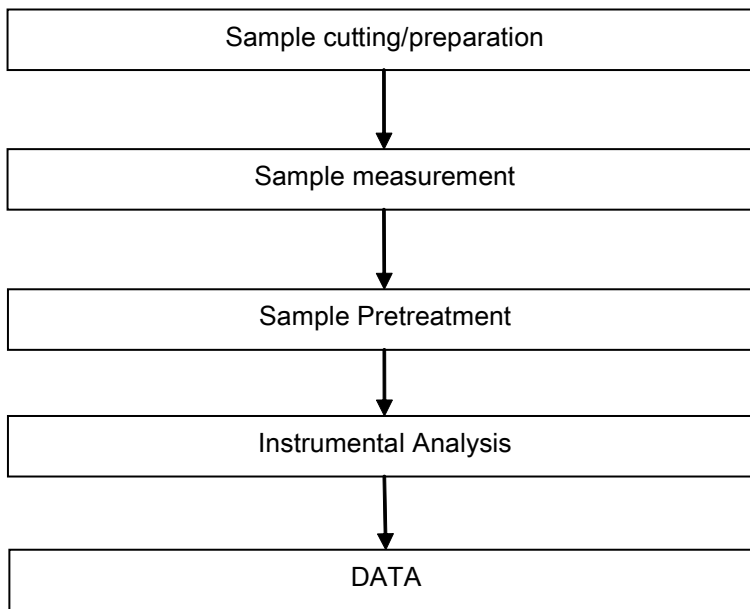 Sample cutting/preparation
Sample measurement
Sample Pretreatment
Instrumental Analysis
DATA